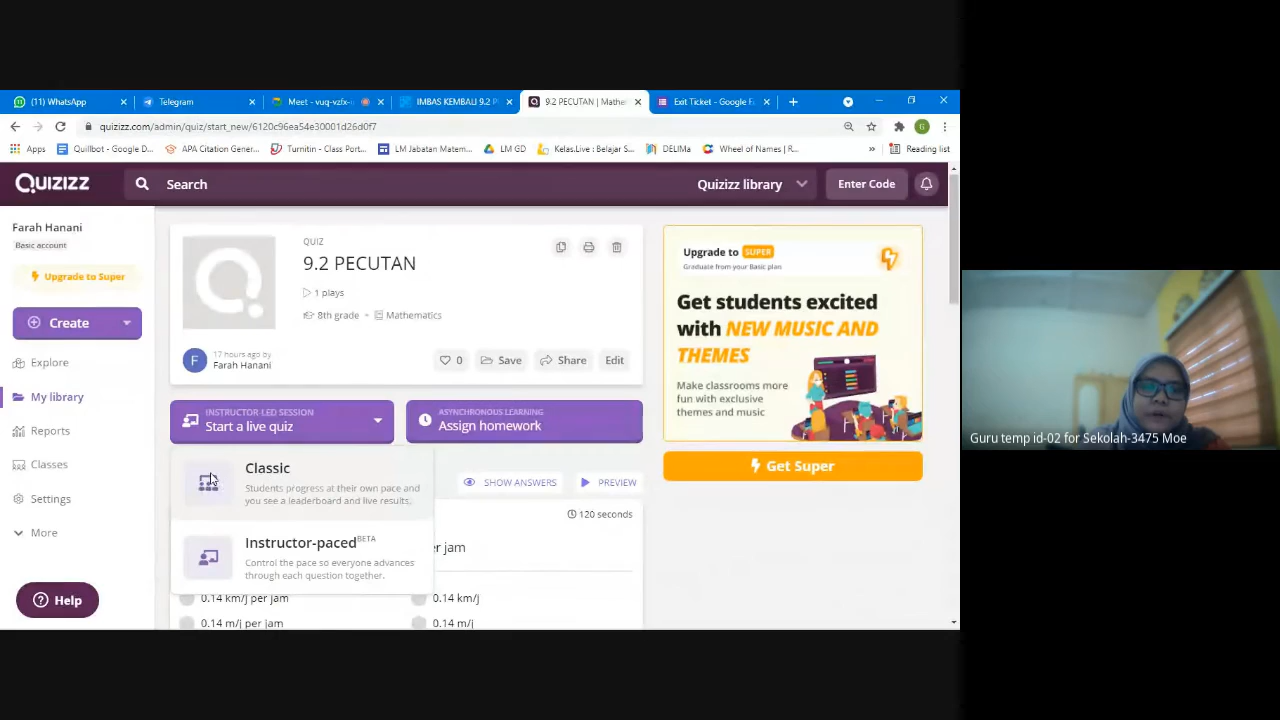 (11) WhatsApp
Telegram
Meet - vuq-vzfx-
IMBAS KEMBALI 9.2 P
9.2 PECUTAN | Mathe
Exit Ticket - Google F
quizizz.com/admin/quiz/start_new/6120c96ea54e30001d26d0f7
Apps
Quillbot - Google D...
APA Citation Gener...
Turnitin - Class Port...
LM Jabatan Matem...
LM GD
Kelas.Live : Belajar S...
DELIMa
Wheel of Names | R...
»
Reading list
QUIZIZZ
Search
Quizizz library
Enter Code
Farah Hanani
Basic account
Upgrade to Super
Create
Explore
My library
Reports
Classes
Settings
More
Help
QUIZ
9.2 PECUTAN
1 plays
8th grade • Mathematics
F
17 hours ago by
Farah Hanani
0
Save
Share
Edit
INSTRUCTOR-LED SESSION
Start a live quiz
ASYNCHRONOUS LEARNING
Assign homework
Classic
Students progress at their own pace and
you see a leaderboard and live results.
Instructor-paced BETA
Control the pace so everyone advances
through each question together.
SHOW ANSWERS
PREVIEW
120 seconds
er jam
0.14 km/j per jam
0.14 km/j
0.14 m/j per jam
0.14 m/j
Upgrade to SUPER
Graduate from your Basic plan
Get students excited
with NEW MUSIC AND
THEMES
Make classrooms more
fun with exclusive
themes and music
Get Super
Guru temp id-02 for Sekolah-3475 Moe